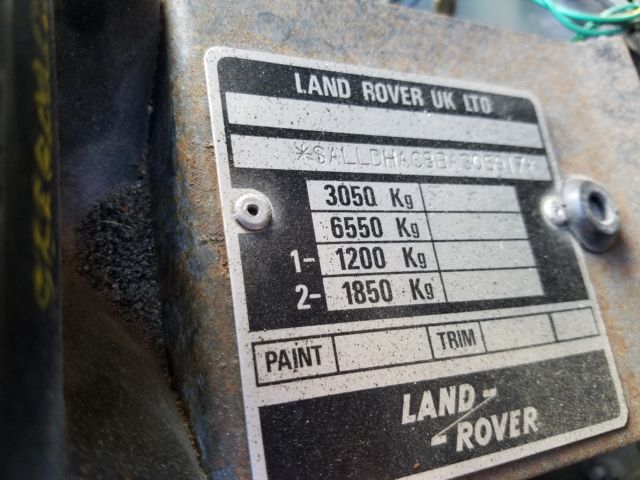 LAND ROVER UK LTD
3050 Kg
6550 Kg
1- 1200 Kg
2- 1850 Kg
PAINT TRIM
LAND-
-ROVER